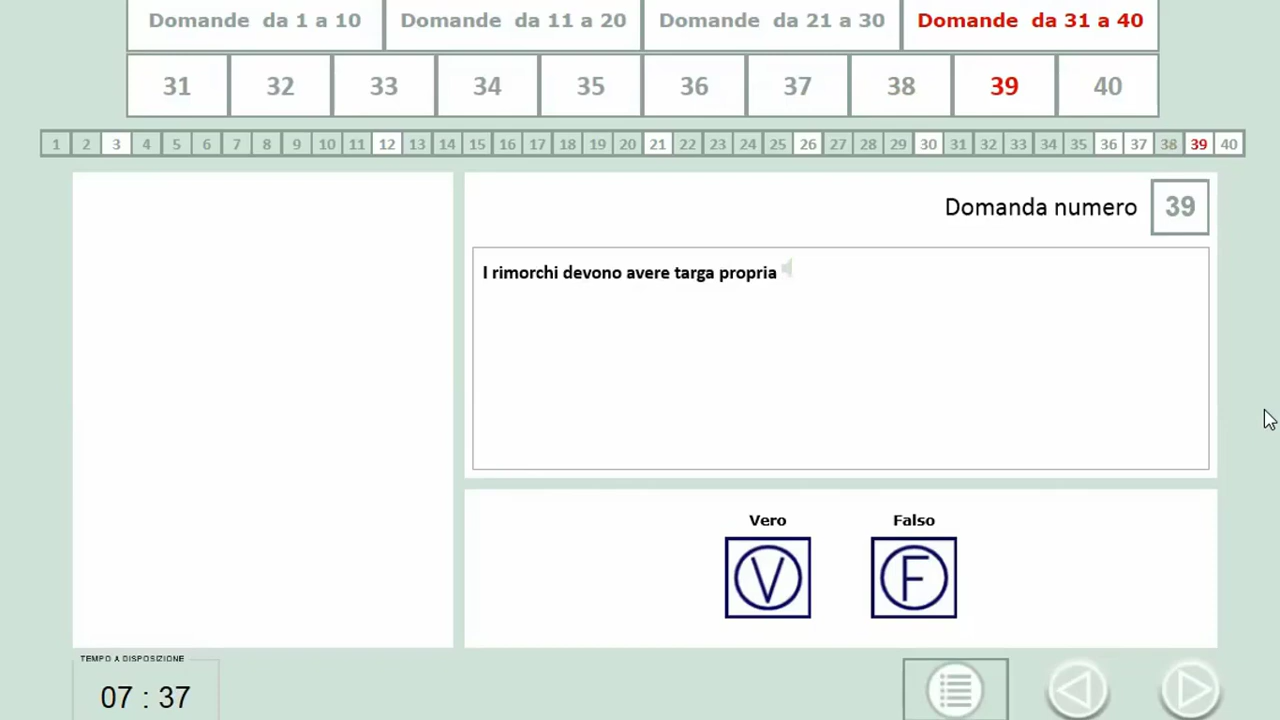 Domande da 1 a 10 Domande da 11 a 20 Domande da 21 a 30 Domande da 31 a 40
31 32 33 34 35 36 37 38 39 40
1 2 3 4 5 6 7 8 9 10 11 12 13 14 15 16 17 18 19 20 21 22 23 24 25 26 27 28 29 30 31 32 33 34 35 36 37 38 39 40
Domanda numero 39
I rimorchi devono avere targa propria
Vero Falso
V F
TEMPO A DISPOSIZIONE
07 : 37